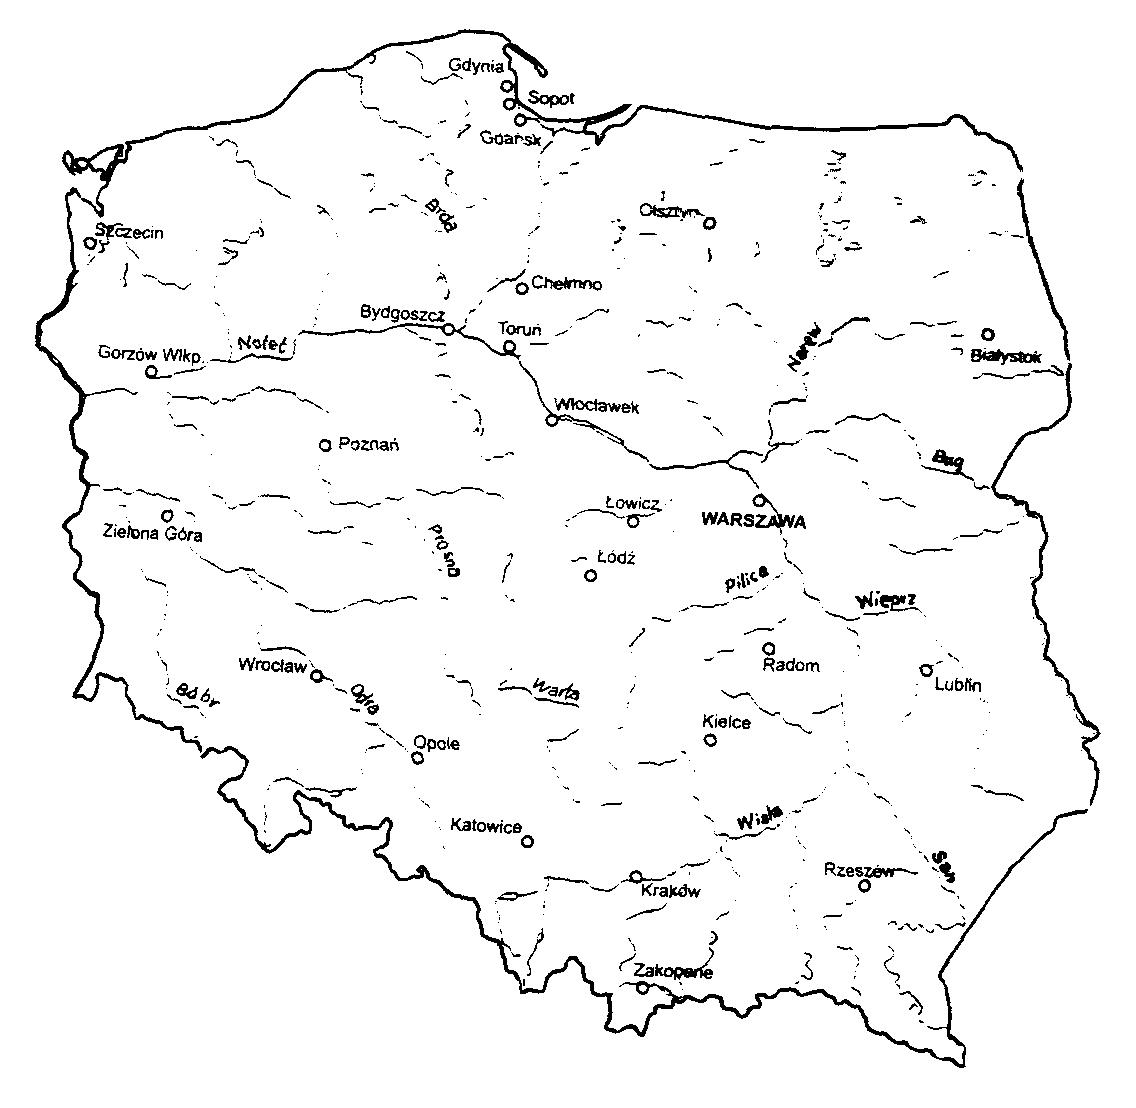 Gdynia
Sopot
Gdańsk
Brda
Olsztyn
Szczecin
Chełmno
Bydgoszcz
Toruń
Noteć
Narew
Białystok
Gorzów Wlkp.
Włocławek
Poznań
Bug
Łowicz
WARSZAWA
Zielona Góra
Prosna
Łódź
Pilica
Wieprz
Wrocław
Radom
Lublin
Bóbr
Odra
Warta
Kielce
Opole
Katowice
Wisła
San
Rzeszów
Kraków
Zakopane